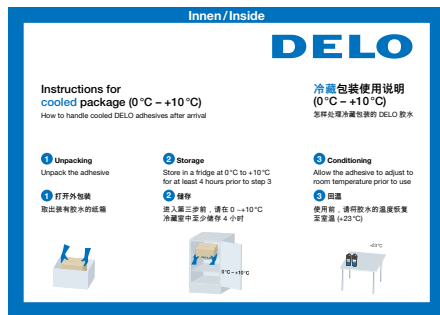 Innen/Inside
DELO
Instructions for
cooled package (0°C – +10°C)
How to handle cooled DELO adhesives after arrival
冷藏包装使用说明
(0°C – +10°C)
怎样处理冷藏包装的 DELO 胶水
1 Unpacking
Unpack the adhesive
1 打开外包装
取出装有胶水的纸箱
2 Storage
Store in a fridge at 0°C to +10°C
for at least 4 hours prior to step 3
2 储存
进入第三步前，请在 0 ~+10°C
冷藏室中至少储存 4 小时
0°C – +10°C
3 Conditioning
Allow the adhesive to adjust to
room temperature prior to use
3 回温
使用前，请将胶水的温度恢复
至室温 (+23°C)
+23°C